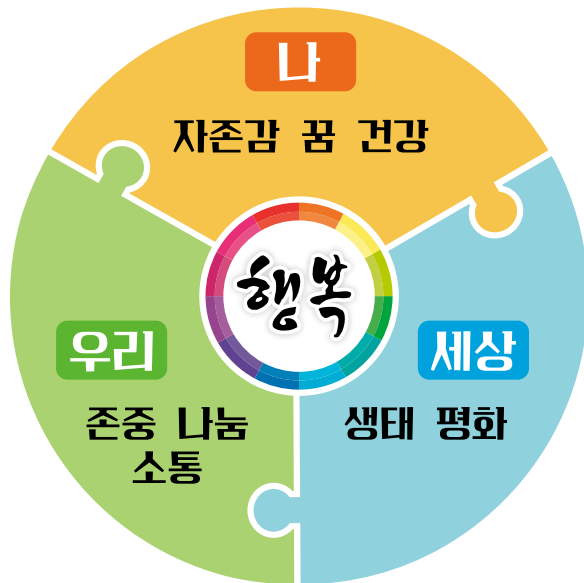 나
자존감 꿈 건강
행복
우리
존중 나눔
소통
세상
생태 평화